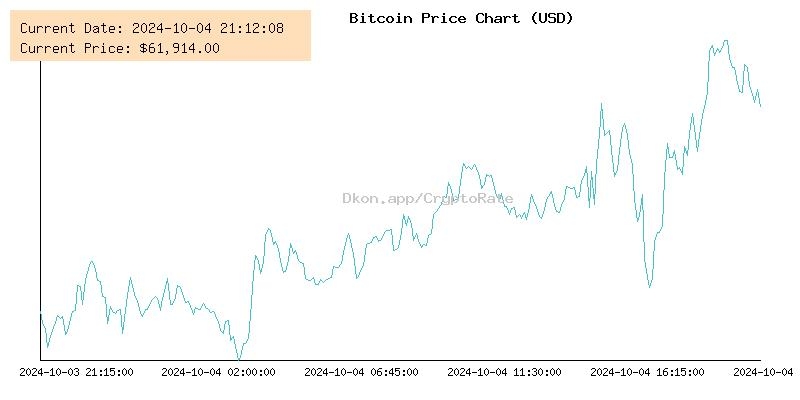 Bitcoin Price Chart (USD)
Current Date: 2024-10-04 21:12:08
Current Price: $61,914.00
Dkon.app/CryptoRate
2024-10-03 21:15:00 2024-10-04 02:00:00 2024-10-04 06:45:00 2024-10-04 11:30:00 2024-10-04 16:15:00 2024-10-04